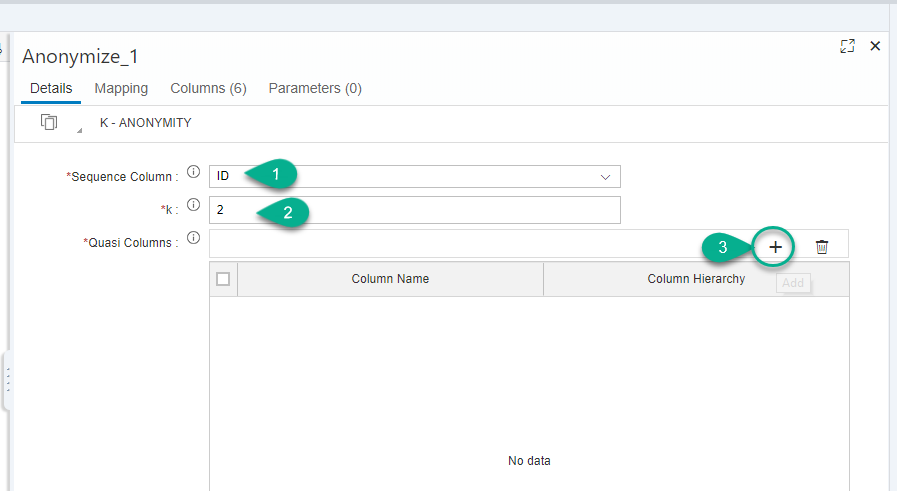 Anonymize_1
Details Mapping Columns (6) Parameters (0)
K - ANONYMITY
*Sequence Column : ID 1
*k : 2 2
*Quasi Columns : 3
Column Name Column Hierarchy
Add
No data